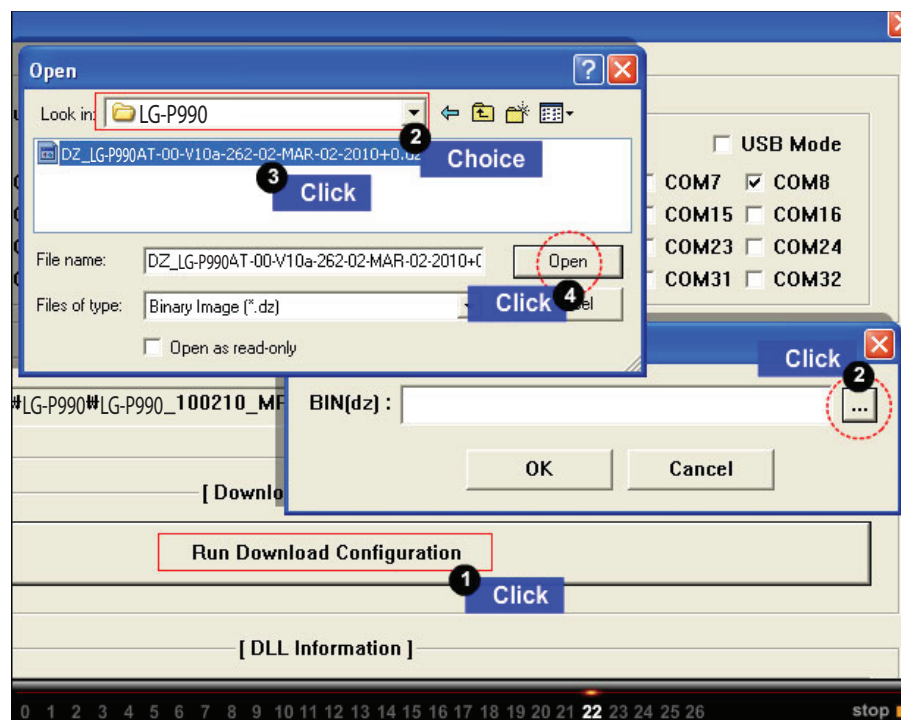 Open
Look in: LG-P990
2
Choice
DZ_LG-P990AT-00-V10a-262-02-MAR-02-2010+0.dz
3
Click
File name: DZ_LG-P990AT-00-V10a-262-02-MAR-02-2010+(
Open
Files of type: Binary Image (*.dz)
Click 4
Open as read-only
USB Mode
COM7 COM8
COM15 COM16
COM23 COM24
COM31 COM32
Click
2
#LG-P990#LG-P990_100210_MP
BIN(dz) :
...
OK Cancel
[ Downlo
Run Download Configuration
1
Click
[ DLL Information ]
0 1 2 3 4 5 6 7 8 9 10 11 12 13 14 15 16 17 18 19 20 21 22 23 24 25 26 stop